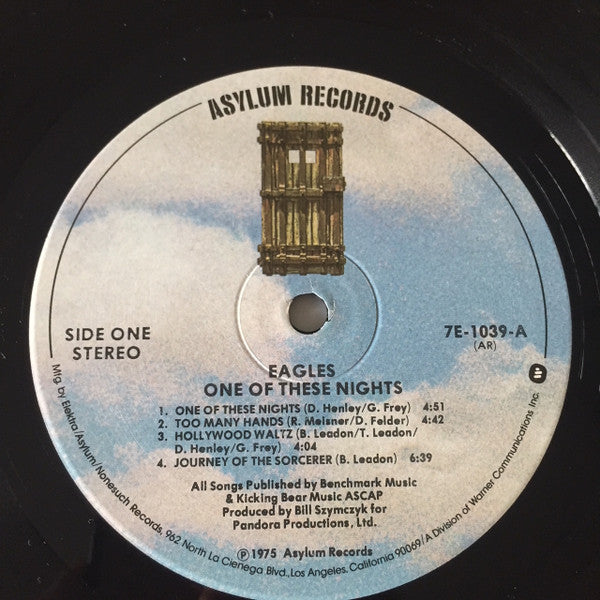 ASYLUM RECORDS
SIDE ONE
STEREO
7E-1039-A
(AR)
EAGLES
ONE OF THESE NIGHTS
1. ONE OF THESE NIGHTS (D. Henley/G. Frey) 4:51
2. TOO MANY HANDS (R. Meisner/D. Felder) 4:42
3. HOLLYWOOD WALTZ (B. Leadon/T. Leadon/
D. Henley/G. Frey) 4:04
4. JOURNEY OF THE SORCERER (B. Leadon) 6:39
All Songs Published by Benchmark Music
& Kicking Bear Music ASCAP
Produced by Bill Szymczyk for
Pandora Productions, Ltd.
℗ 1975 Asylum Records
Mfg by Elektra/Asylum/Nonesuch Records, 962 North La Cienega Blvd., Los Angeles, California 90069/A Division of Warner Communications Inc.